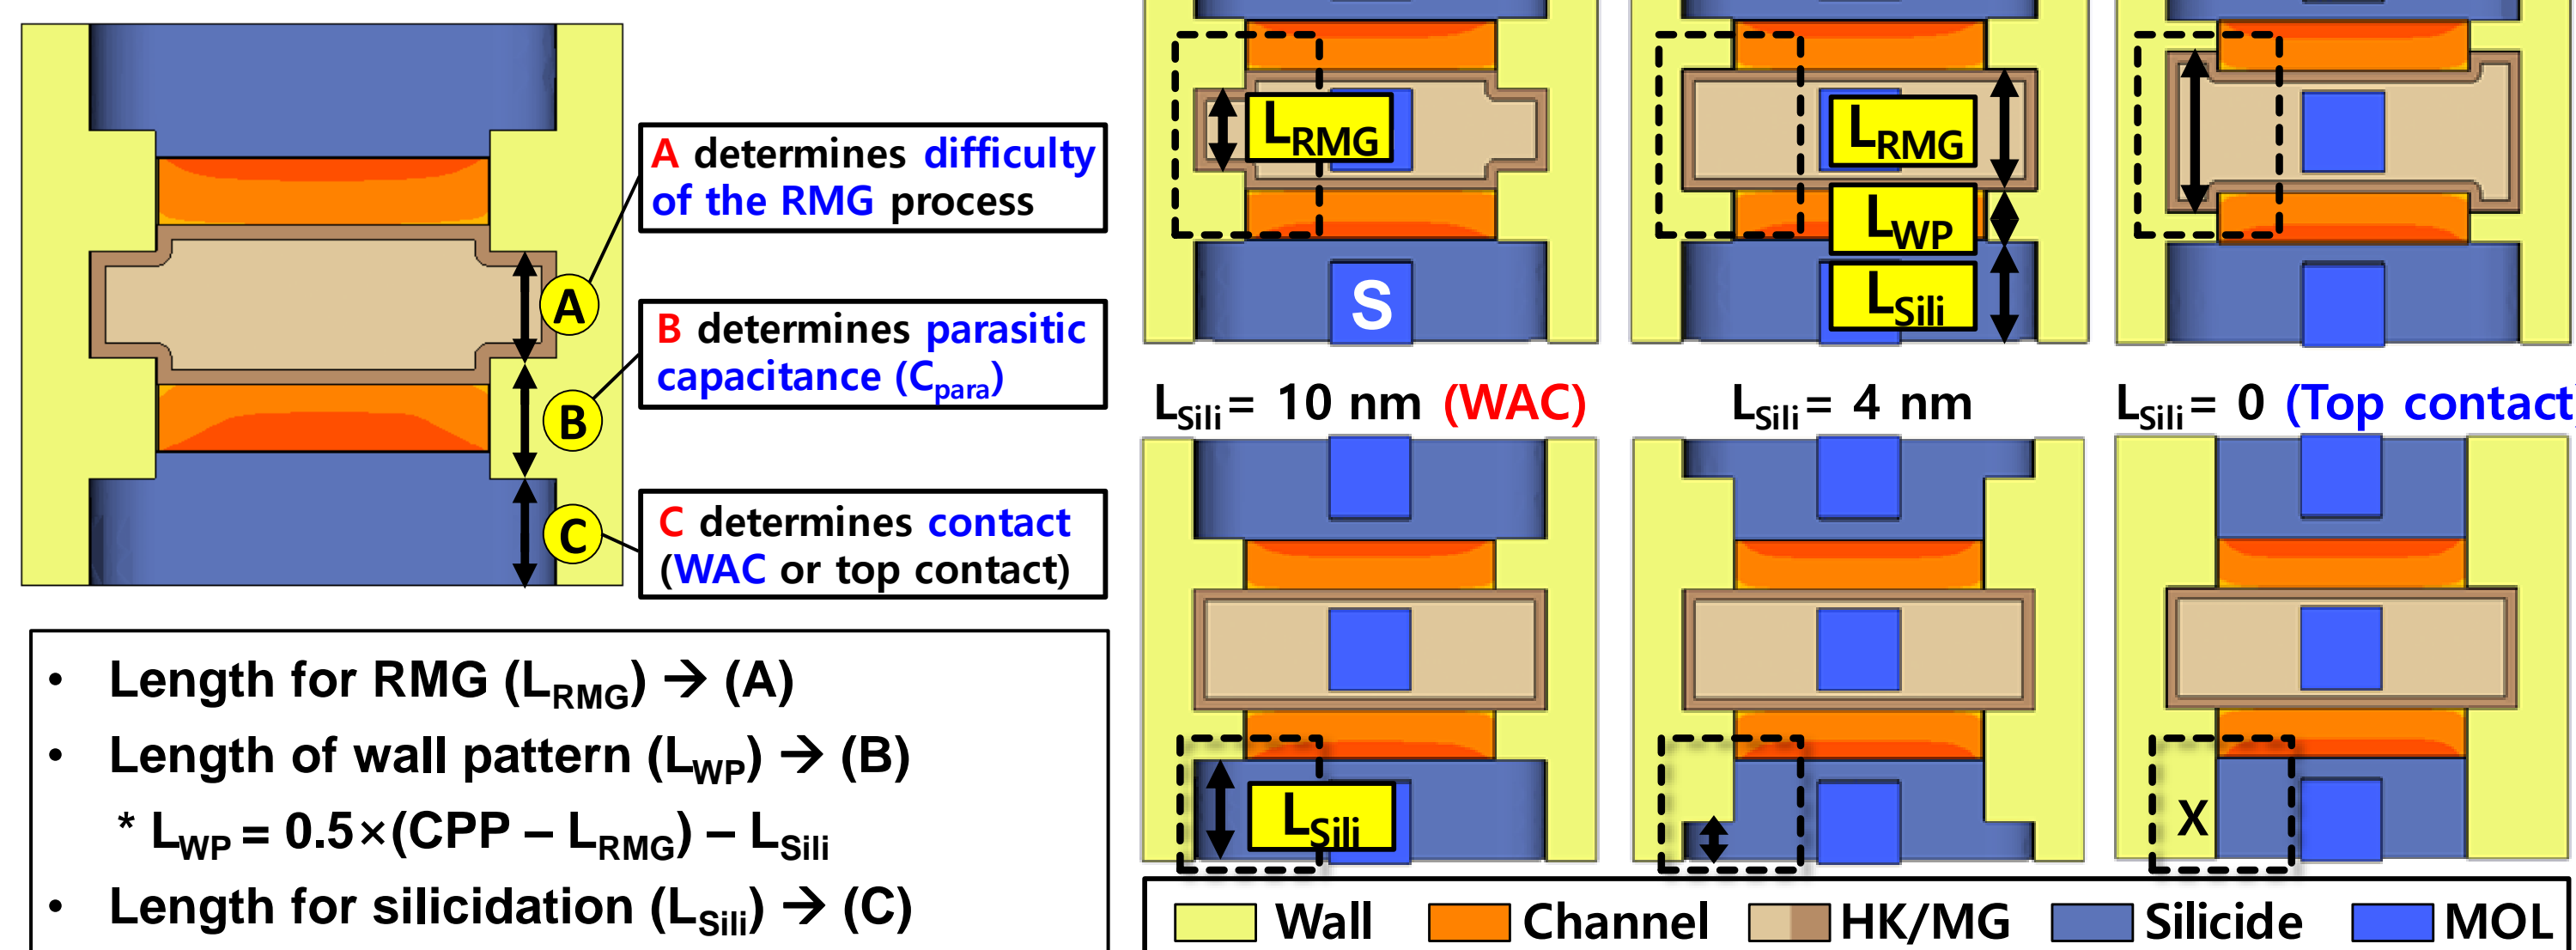 A determines difficulty
of the RMG process
B determines parasitic
capacitance (Cpara)
C determines contact
(WAC or top contact)
A
B
C
• Length for RMG (LRMG) → (A)
• Length of wall pattern (LWP) → (B)
* LWP = 0.5×(CPP – LRMG) – LSili
• Length for silicidation (LSili) → (C)
LRMG
S
LRMG
LWP
LSili
LSili = 10 nm (WAC)
LSili = 4 nm
LSili = 0 (Top contact)
LSili
X
Wall
Channel
HK/MG
Silicide
MOL